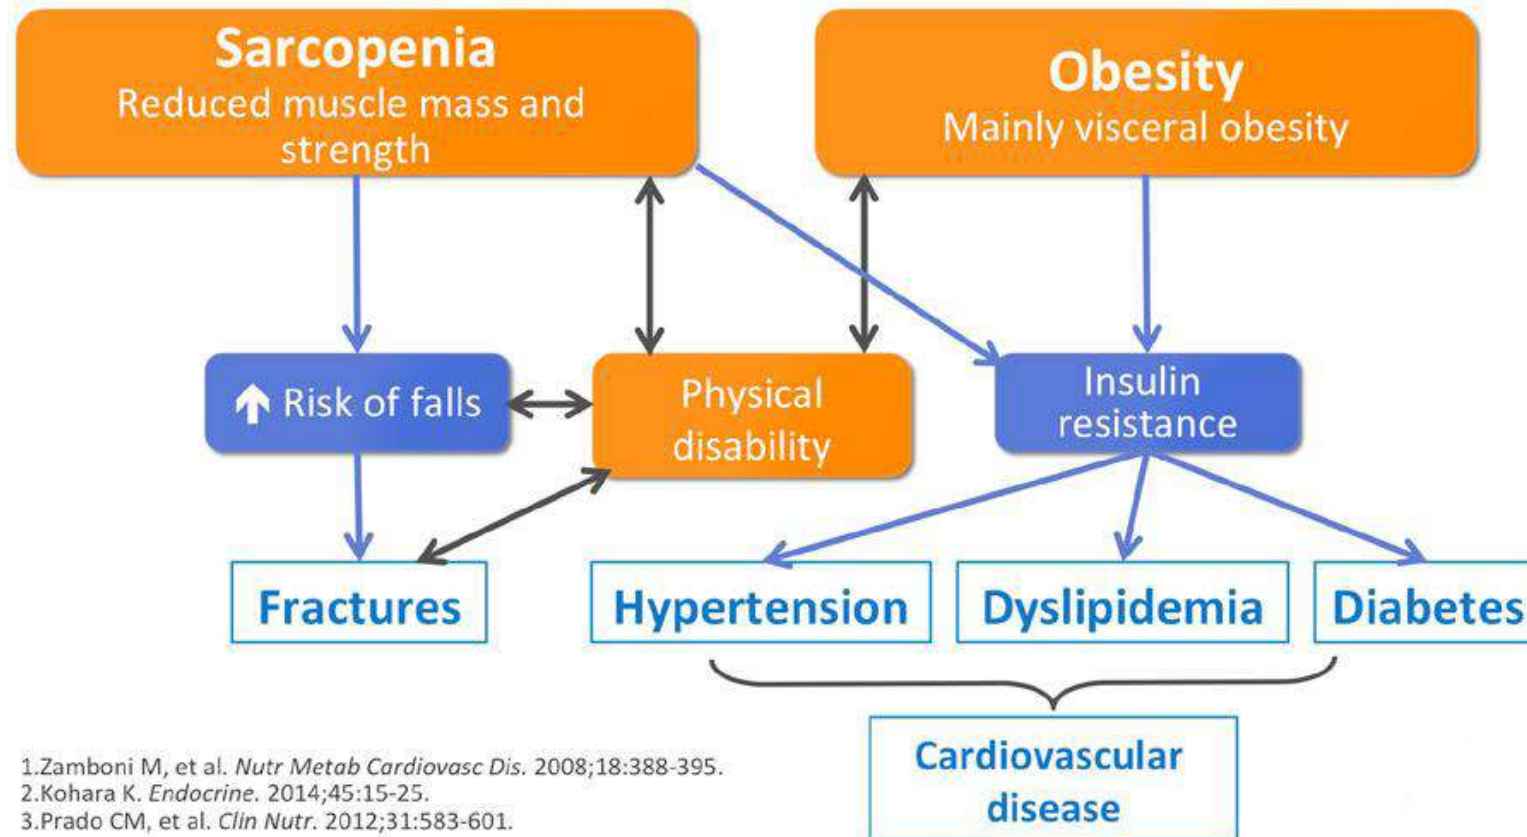 Sarcopenia
Reduced muscle mass and
strength
Obesity
Mainly visceral obesity
Risk of falls
Physical
disability
Insulin
resistance
Fractures
Hypertension
Dyslipidemia
Diabetes
Cardiovascular
disease
1.Zamboni M, et al. Nutr Metab Cardiovasc Dis. 2008;18:388-395.
2.Kohara K. Endocrine. 2014;45:15-25.
3.Prado CM, et al. Clin Nutr. 2012;31:583-601.